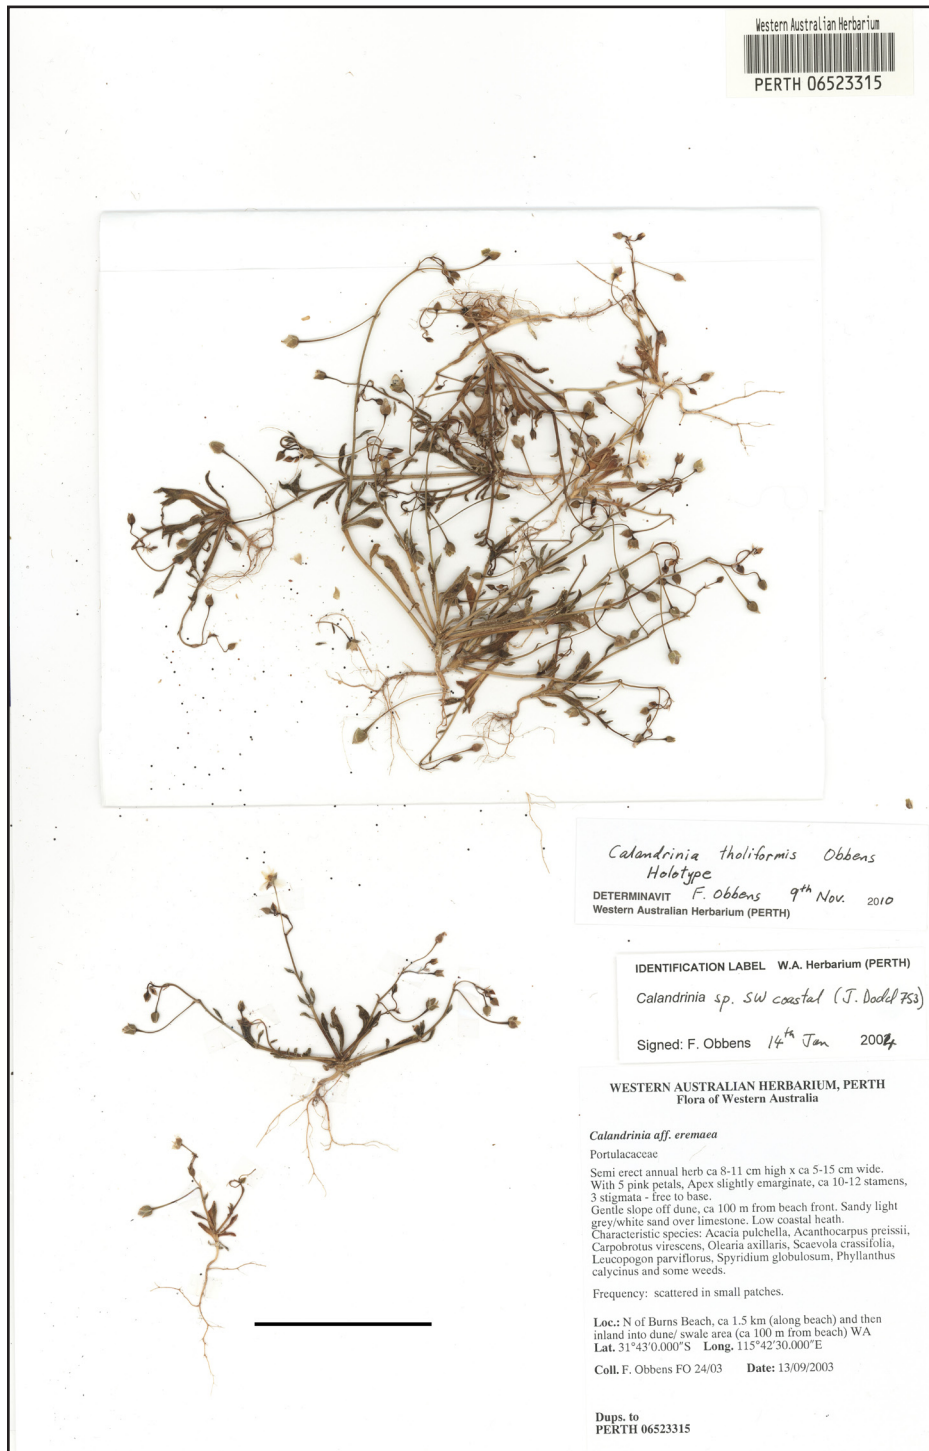 Western Australian Herbarium
PERTH 06523315
Calandrinia tholiformis Obbens
Holotype
DETERMINAVIT F. Obbens 9th Nov. 2010
Western Australian Herbarium (PERTH)
IDENTIFICATION LABEL W.A. Herbarium (PERTH)
Calandrinia sp. SW coastal (J. Dodd 753)
Signed: F. Obbens 14th Jan 2004
WESTERN AUSTRALIAN HERBARIUM, PERTH
Flora of Western Australia
Calandrinia aff. eremaea
Portulacaceae
Semi erect annual herb ca 8-11 cm high x ca 5-15 cm wide.
With 5 pink petals, Apex slightly emarginate, ca 10-12 stamens,
3 stigmata - free to base.
Gentle slope off dune, ca 100 m from beach front. Sandy light
grey/white sand over limestone. Low coastal heath.
Characteristic species: Acacia pulchella, Acanthocarpus preissii,
Carpobrotus virescens, Olearia axillaris, Scaevola crassifolia,
Leucopogon parviflorus, Spyridium globulosum, Phyllanthus
calycinus and some weeds.
Frequency: scattered in small patches.
Loc.: N of Burns Beach, ca 1.5 km (along beach) and then
inland into dune/ swale area (ca 100 m from beach) WA
Lat. 31°43'0.000"S Long. 115°42'30.000"E
Coll. F. Obbens FO 24/03 Date: 13/09/2003
Dups. to
PERTH 06523315